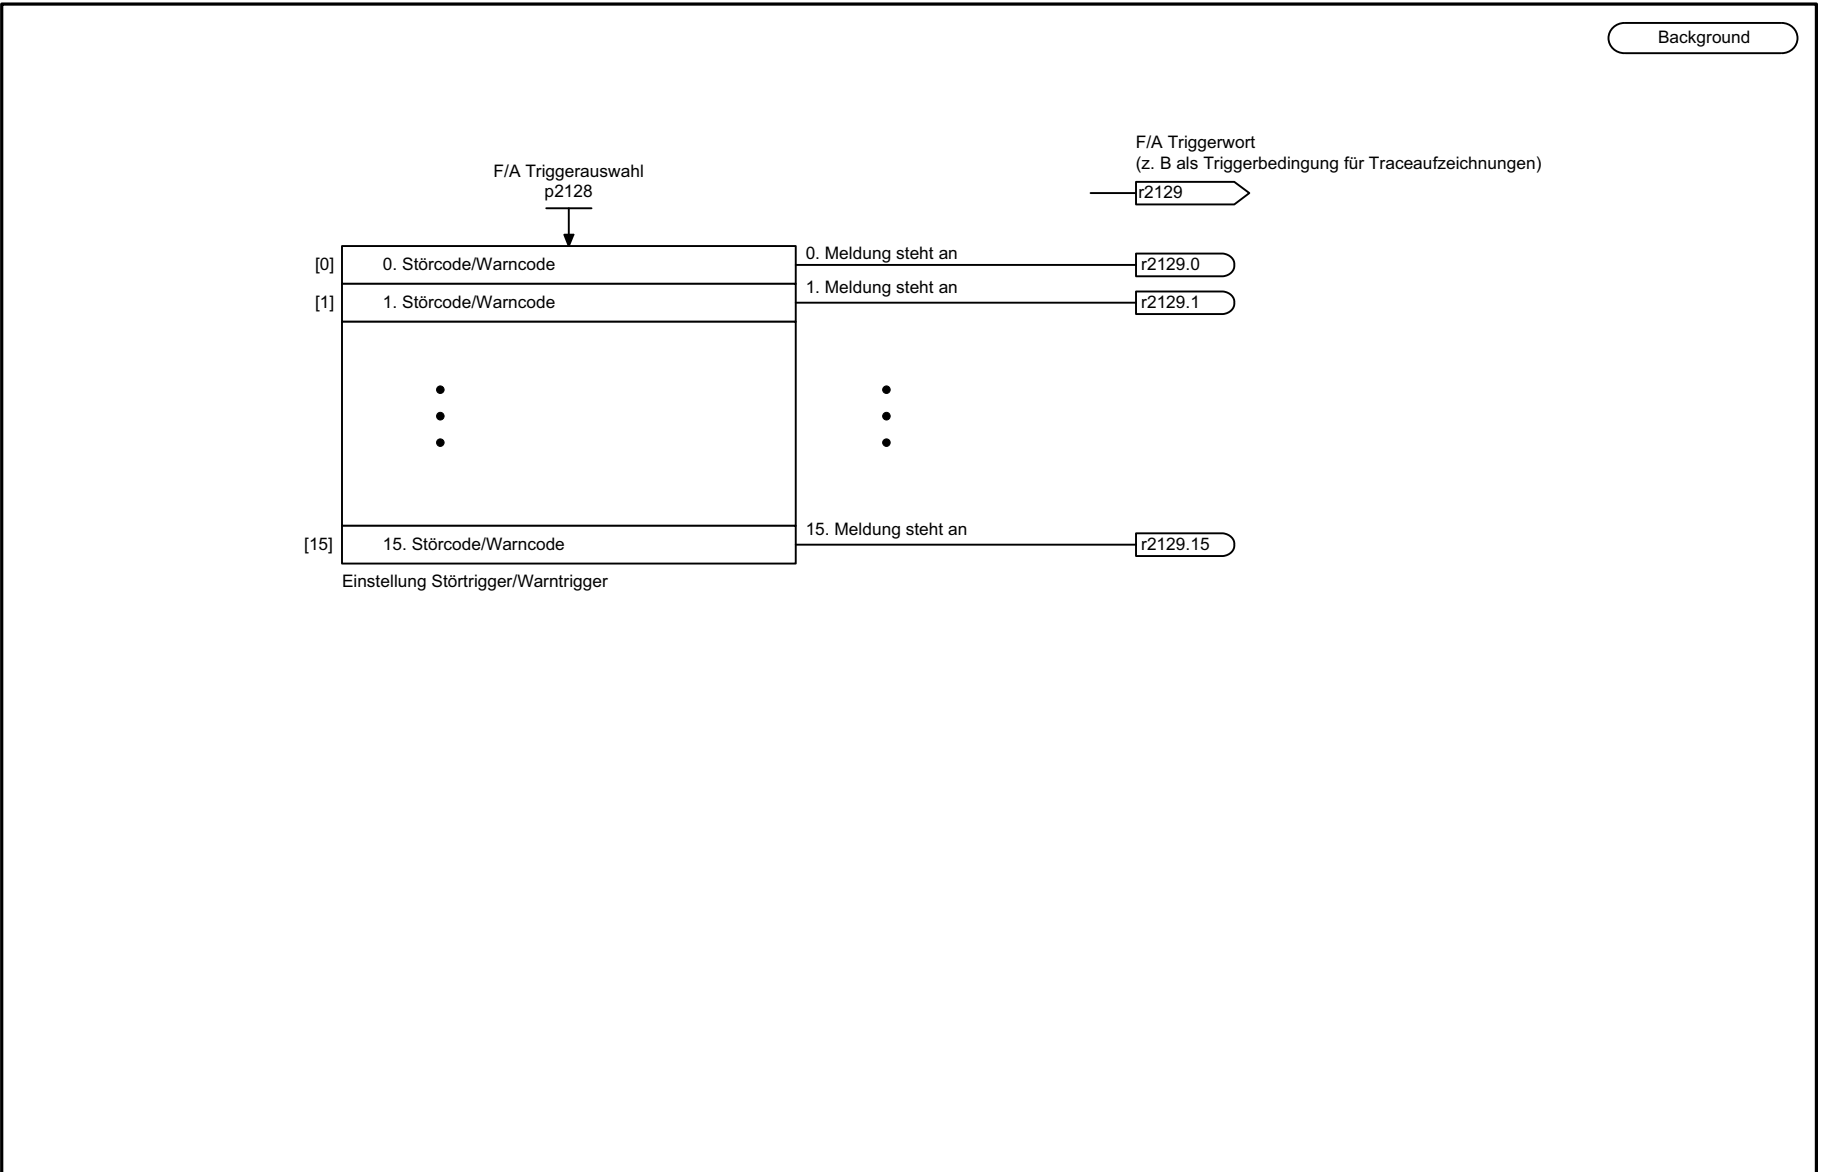 Background
F/A Triggerwort
(z. B als Triggerbedingung für Traceaufzeichnungen)
r2129
F/A Triggerauswahl
p2128
[0] 0. Störcode/Warncode 0. Meldung steht an r2129.0
[1] 1. Störcode/Warncode 1. Meldung steht an r2129.1
[15] 15. Störcode/Warncode 15. Meldung steht an r2129.15
Einstellung Störtrigger/Warntrigger